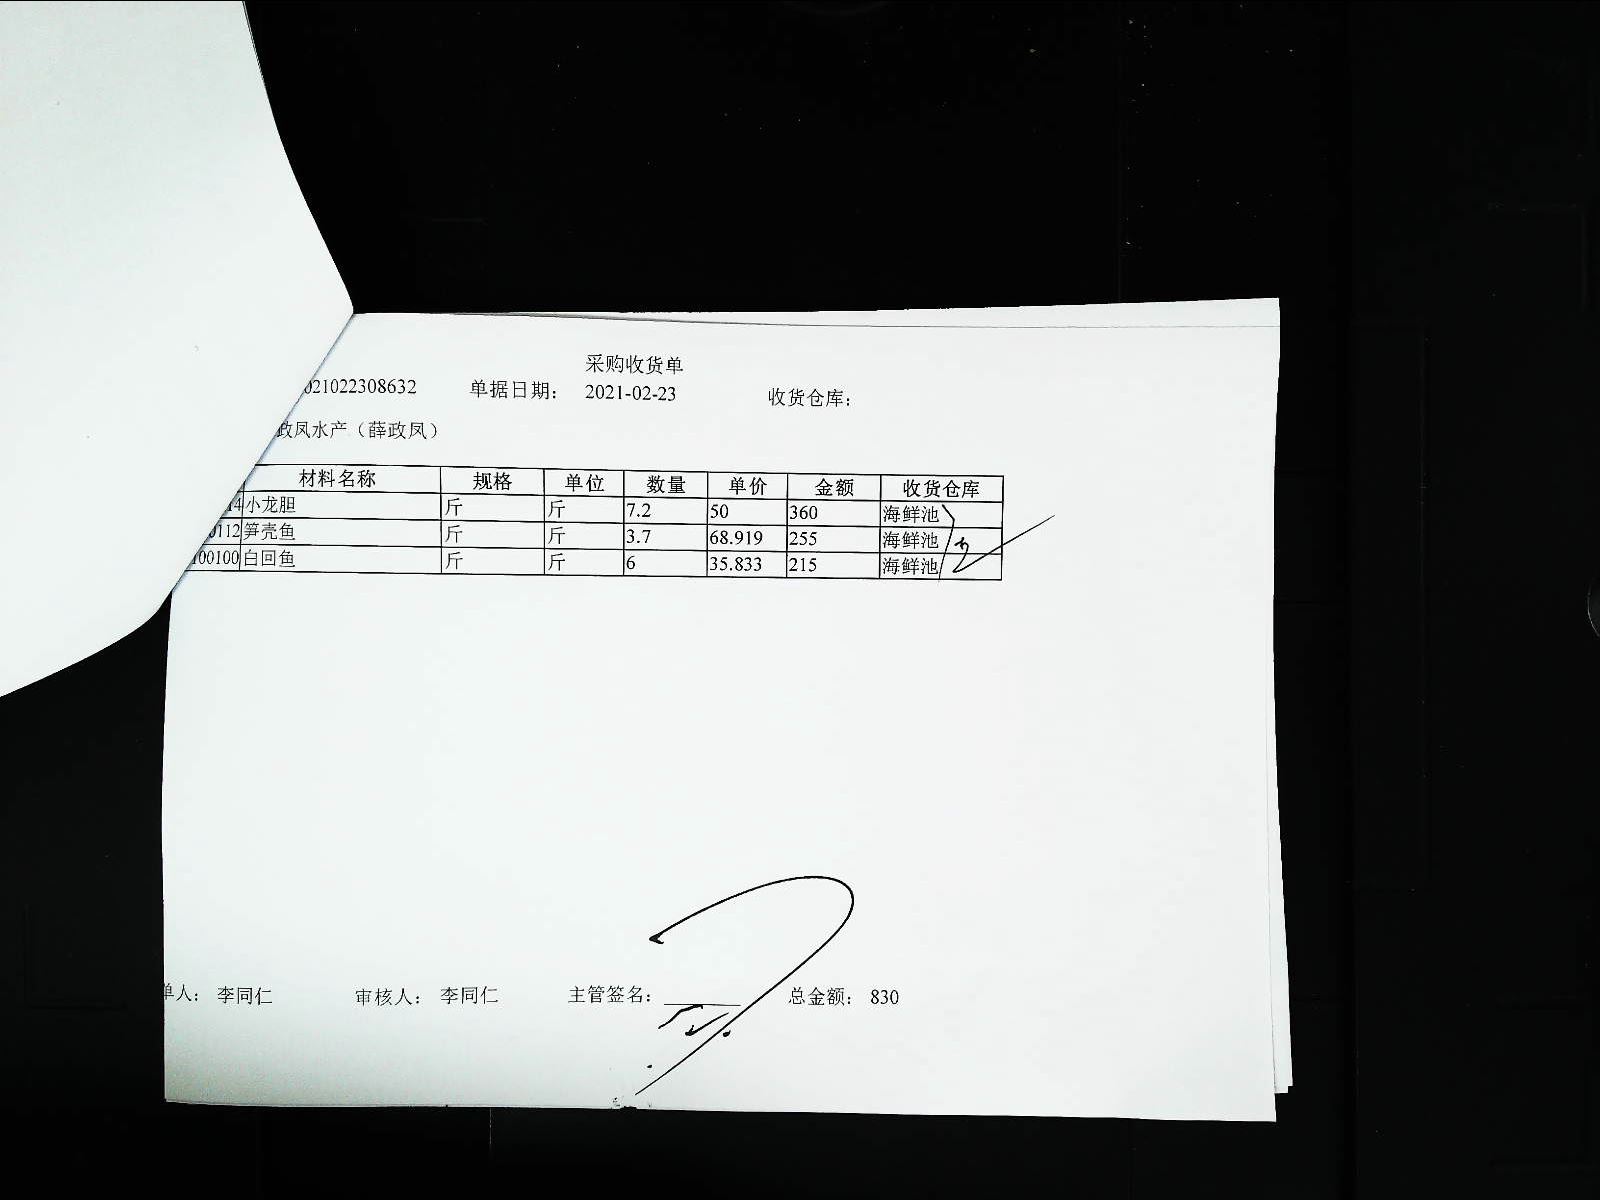 采购收货单
021022308632 单据日期： 2021-02-23 收货仓库：
政凤水产（薛政凤）
材料名称 规格 单位 数量 单价 金额 收货仓库
14 小龙胆 斤 斤 7.2 50 360 海鲜池
0112 笋壳鱼 斤 斤 3.7 68.919 255 海鲜池
100100 白回鱼 斤 斤 6 35.833 215 海鲜池
单人： 李同仁 审核人： 李同仁 主管签名： 总金额： 830